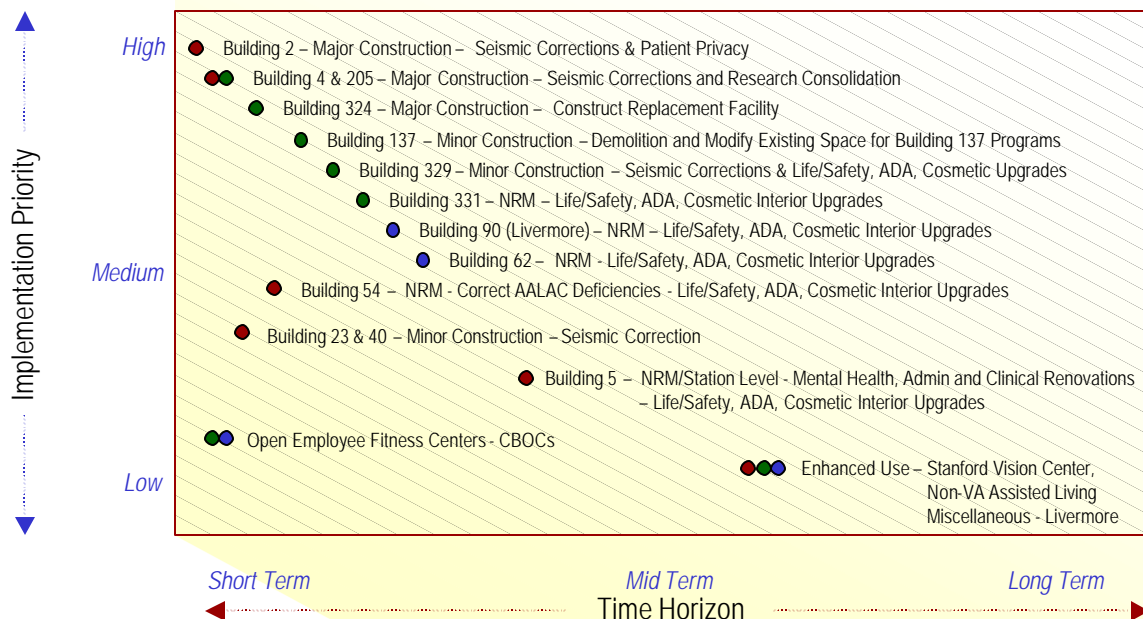 Implementation Priority
High
Building 2 – Major Construction – Seismic Corrections & Patient Privacy
Building 4 & 205 – Major Construction – Seismic Corrections and Research Consolidation
Building 324 – Major Construction – Construct Replacement Facility
Building 137 – Minor Construction – Demolition and Modify Existing Space for Building 137 Programs
Building 329 – Minor Construction – Seismic Corrections & Life/Safety, ADA, Cosmetic Upgrades
Building 331 – NRM – Life/Safety, ADA, Cosmetic Interior Upgrades
Building 90 (Livermore) – NRM – Life/Safety, ADA, Cosmetic Interior Upgrades
Building 62 – NRM - Life/Safety, ADA, Cosmetic Interior Upgrades
Medium
Building 54 – NRM - Correct AALAC Deficiencies - Life/Safety, ADA, Cosmetic Interior Upgrades
Building 23 & 40 – Minor Construction – Seismic Correction
Building 5 – NRM/Station Level - Mental Health, Admin and Clinical Renovations
– Life/Safety, ADA, Cosmetic Interior Upgrades
Open Employee Fitness Centers - CBOCs
Low
Enhanced Use – Stanford Vision Center,
Non-VA Assisted Living
Miscellaneous - Livermore
Short Term Mid Term Long Term
Time Horizon